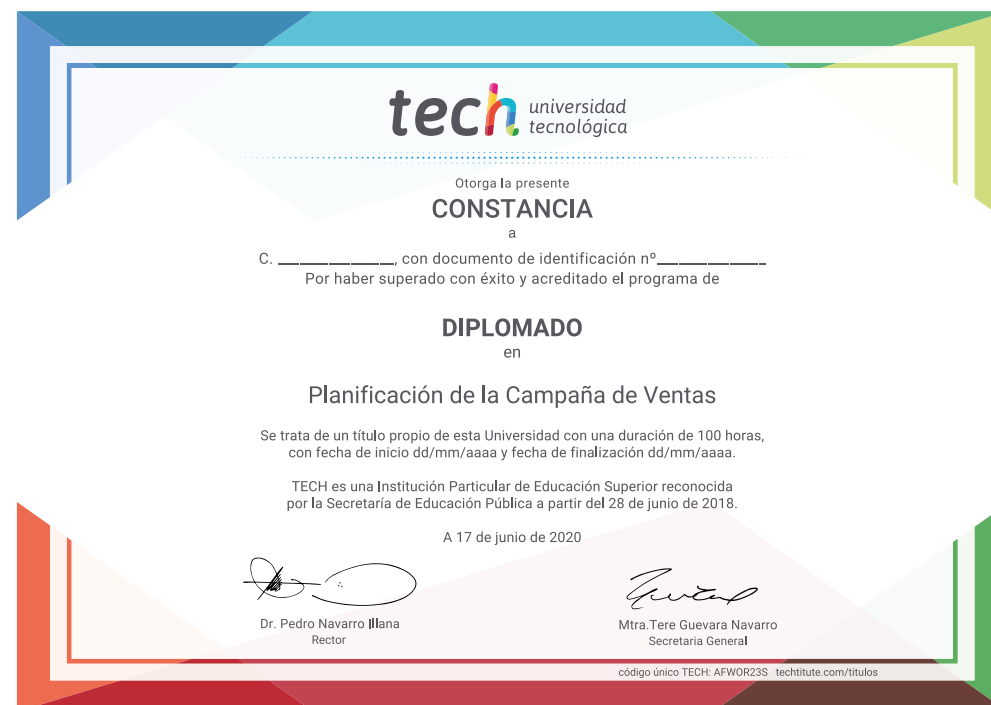 tech universidad
tecnológica
Otorga la presente
CONSTANCIA
a
C. ______________, con documento de identificación nº_____________
Por haber superado con éxito y acreditado el programa de
DIPLOMADO
en
Planificación de la Campaña de Ventas
Se trata de un título propio de esta Universidad con una duración de 100 horas,
con fecha de inicio dd/mm/aaaa y fecha de finalización dd/mm/aaaa.
TECH es una Institución Particular de Educación Superior reconocida
por la Secretaría de Educación Pública a partir del 28 de junio de 2018.
A 17 de junio de 2020
Dr. Pedro Navarro Illana
Rector
Mtra.Tere Guevara Navarro
Secretaria General
código único TECH: AFWOR23S techtitute.com/titulos